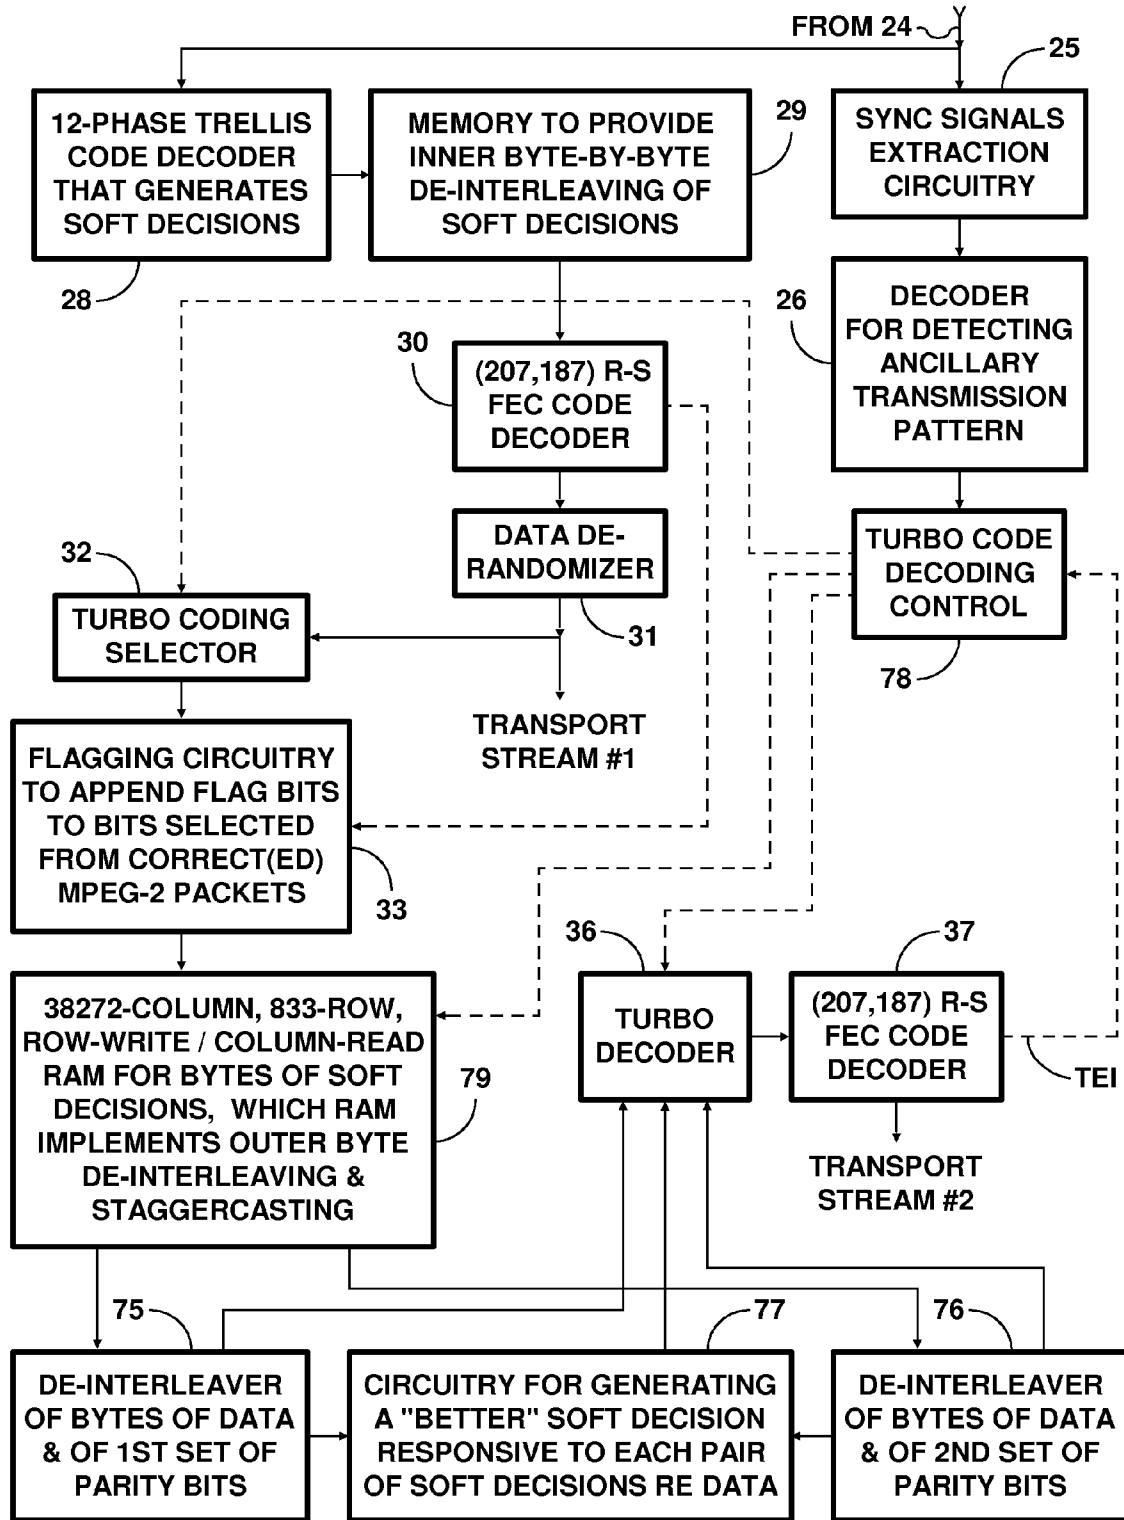 FROM 24
25
12-PHASE TRELLIS
CODE DECODER
THAT GENERATES
SOFT DECISIONS
28
MEMORY TO PROVIDE
INNER BYTE-BY-BYTE
DE-INTERLEAVING OF
SOFT DECISIONS
29
SYNC SIGNALS
EXTRACTION
CIRCUITRY
26
DECODER
FOR DETECTING
ANCILLARY
TRANSMISSION
PATTERN
30
(207,187) R-S
FEC CODE
DECODER
DATA DE-
RANDOMIZER
31
32
TURBO CODING
SELECTOR
TURBO CODE
DECODING
CONTROL
78
TRANSPORT
STREAM #1
FLAGGING CIRCUITRY
TO APPEND FLAG BITS
TO BITS SELECTED
FROM CORRECT(ED)
MPEG-2 PACKETS
33
38272-COLUMN, 833-ROW,
ROW-WRITE / COLUMN-READ
RAM FOR BYTES OF SOFT
DECISIONS, WHICH RAM
IMPLEMENTS OUTER BYTE
DE-INTERLEAVING &
STAGGERCASTING
79
36
TURBO
DECODER
37
(207,187) R-S
FEC CODE
DECODER
TEI
TRANSPORT
STREAM #2
75
DE-INTERLEAVER
OF BYTES OF DATA
& OF 1ST SET OF
PARITY BITS
77
CIRCUITRY FOR GENERATING
A "BETTER" SOFT DECISION
RESPONSIVE TO EACH PAIR
OF SOFT DECISIONS RE DATA
76
DE-INTERLEAVER
OF BYTES OF DATA
& OF 2ND SET OF
PARITY BITS